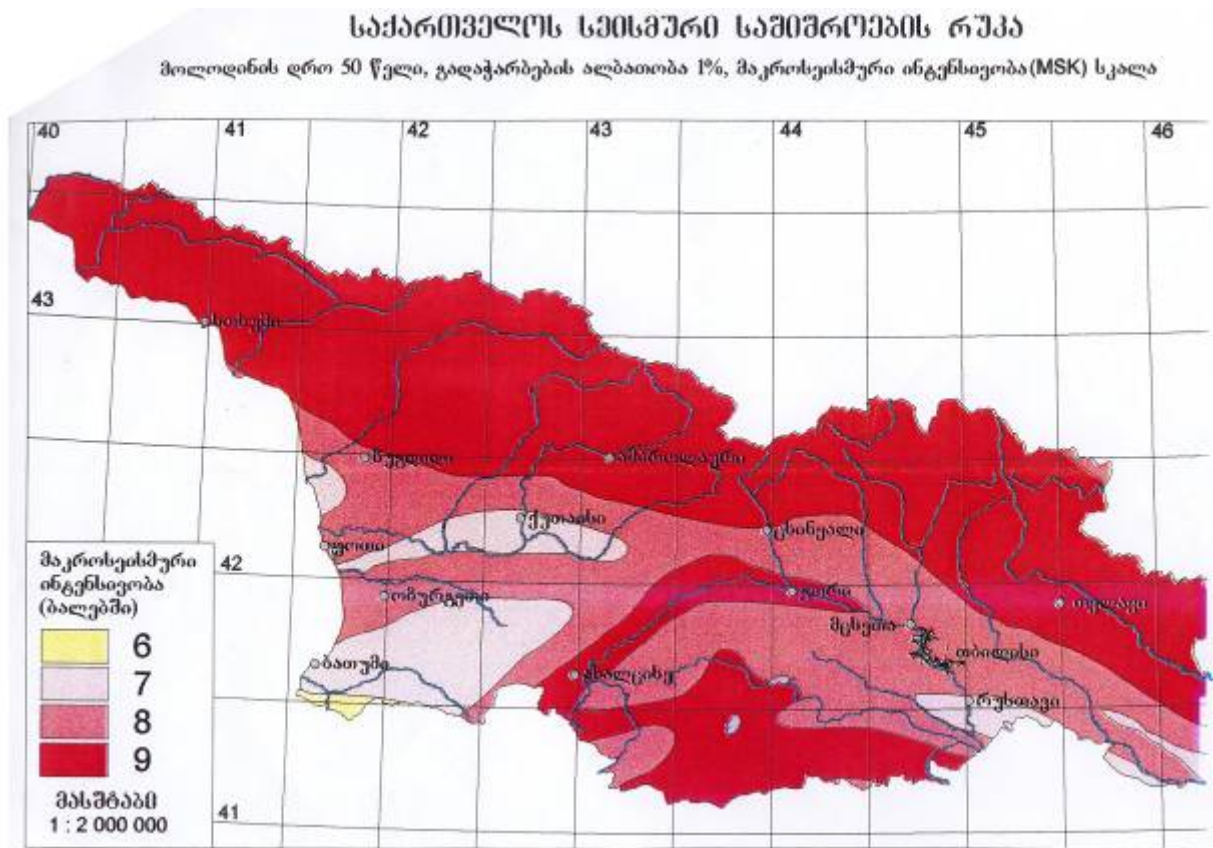 საქართველოს სეისმური საშიშროების რუკა
მოლოდინის დრო 50 წელი, გადაჭარბების ალბათობა 1%, მაკროსეისმური ინტენსივობა(MSK) სკალა
40 41 42 43 44 45 46
43
სოხუმი
ზუგდიდი
ამბროლაური
ქუთაისი
ცხინვალი
ფოთი
42
ოზურგეთი
გორი
თელავი
მცხეთა
თბილისი
ბათუმი
ახალციხე
რუსთავი
41
მაკროსეისმური
ინტენსივობა
(ბალებში)
6
7
8
9
მასშტაბი
1 : 2 000 000